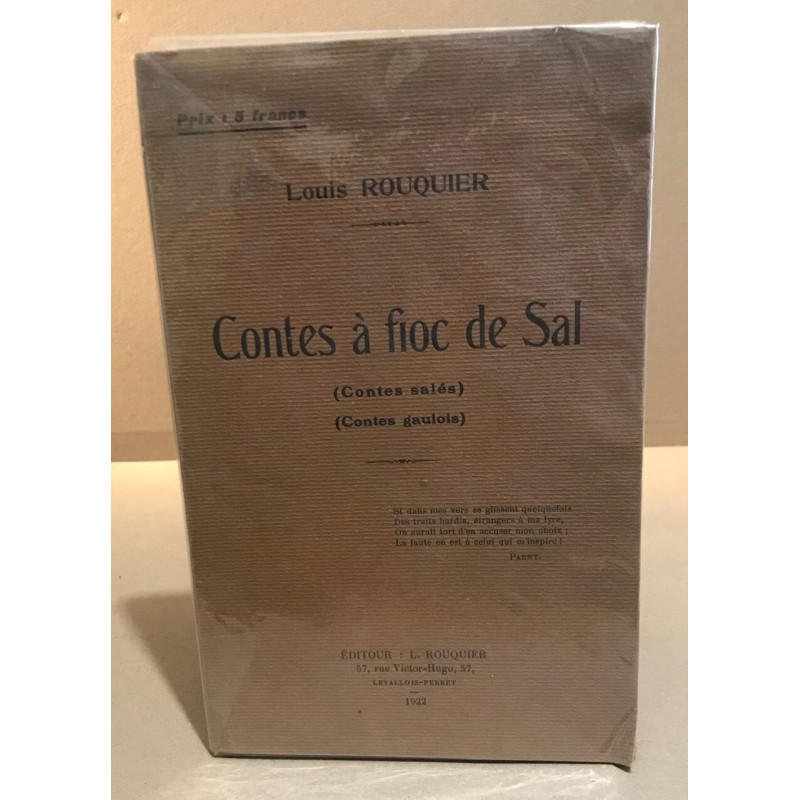 Prix : 5 francs
Louis ROUQUIER
Contes à fioc de Sal
(Contes salés)
(Contes gaulois)
Si dans mes vers se glissent quelquefois
Des traits hardis, étrangers à ma lyre,
On aurait tort d'en accuser mon choix ;
La faute en est à celui qui m'inspire !
PARNY.
ÉDITOUR : L. ROUQUIER
57, rue Victor-Hugo, 57,
LEVALLOIS-PERRET
1922